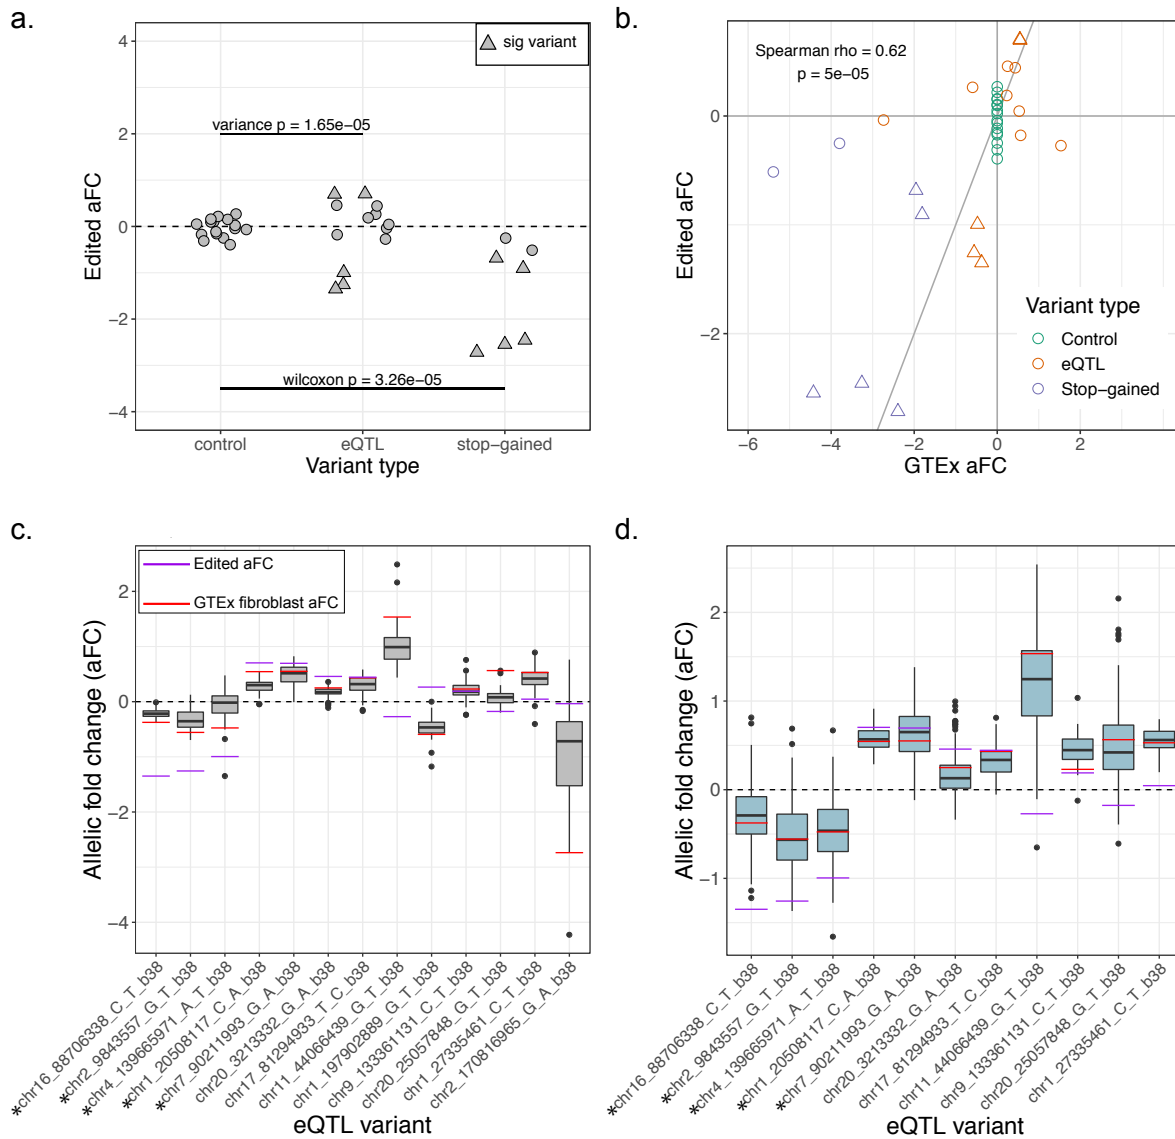 a.
4
2
0
−2
−4
Edited aFC
sig variant
variance p = 1.65e−05
wilcoxon p = 3.26e−05
control
eQTL
stop−gained
Variant type
b.
Spearman rho = 0.62
p = 5e−05
0
−2
Edited aFC
Variant type
Control
eQTL
Stop−gained
−6
−4
−2
0
2
GTEx aFC
c.
Edited aFC
GTEx fibroblast aFC
2
0
−2
−4
Allelic fold change (aFC)
*chr16_88706338_C_T_b38
*chr2_9843557_G_T_b38
*chr4_139665971_A_T_b38
*chr1_20508117_C_A_b38
*chr7_90211993_G_A_b38
chr20_3213332_G_A_b38
chr17_81294933_T_C_b38
chr11_44066439_G_T_b38
chr1_197902889_G_T_b38
chr9_133361131_C_T_b38
chr20_25057848_G_T_b38
chr1_27335461_C_T_b38
chr2_170816965_G_A_b38
eQTL variant
d.
2
1
0
−1
Allelic fold change (aFC)
*chr16_88706338_C_T_b38
*chr2_9843557_G_T_b38
*chr4_139665971_A_T_b38
*chr1_20508117_C_A_b38
*chr7_90211993_G_A_b38
chr20_3213332_G_A_b38
chr17_81294933_T_C_b38
chr11_44066439_G_T_b38
chr9_133361131_C_T_b38
chr20_25057848_G_T_b38
chr1_27335461_C_T_b38
eQTL variant